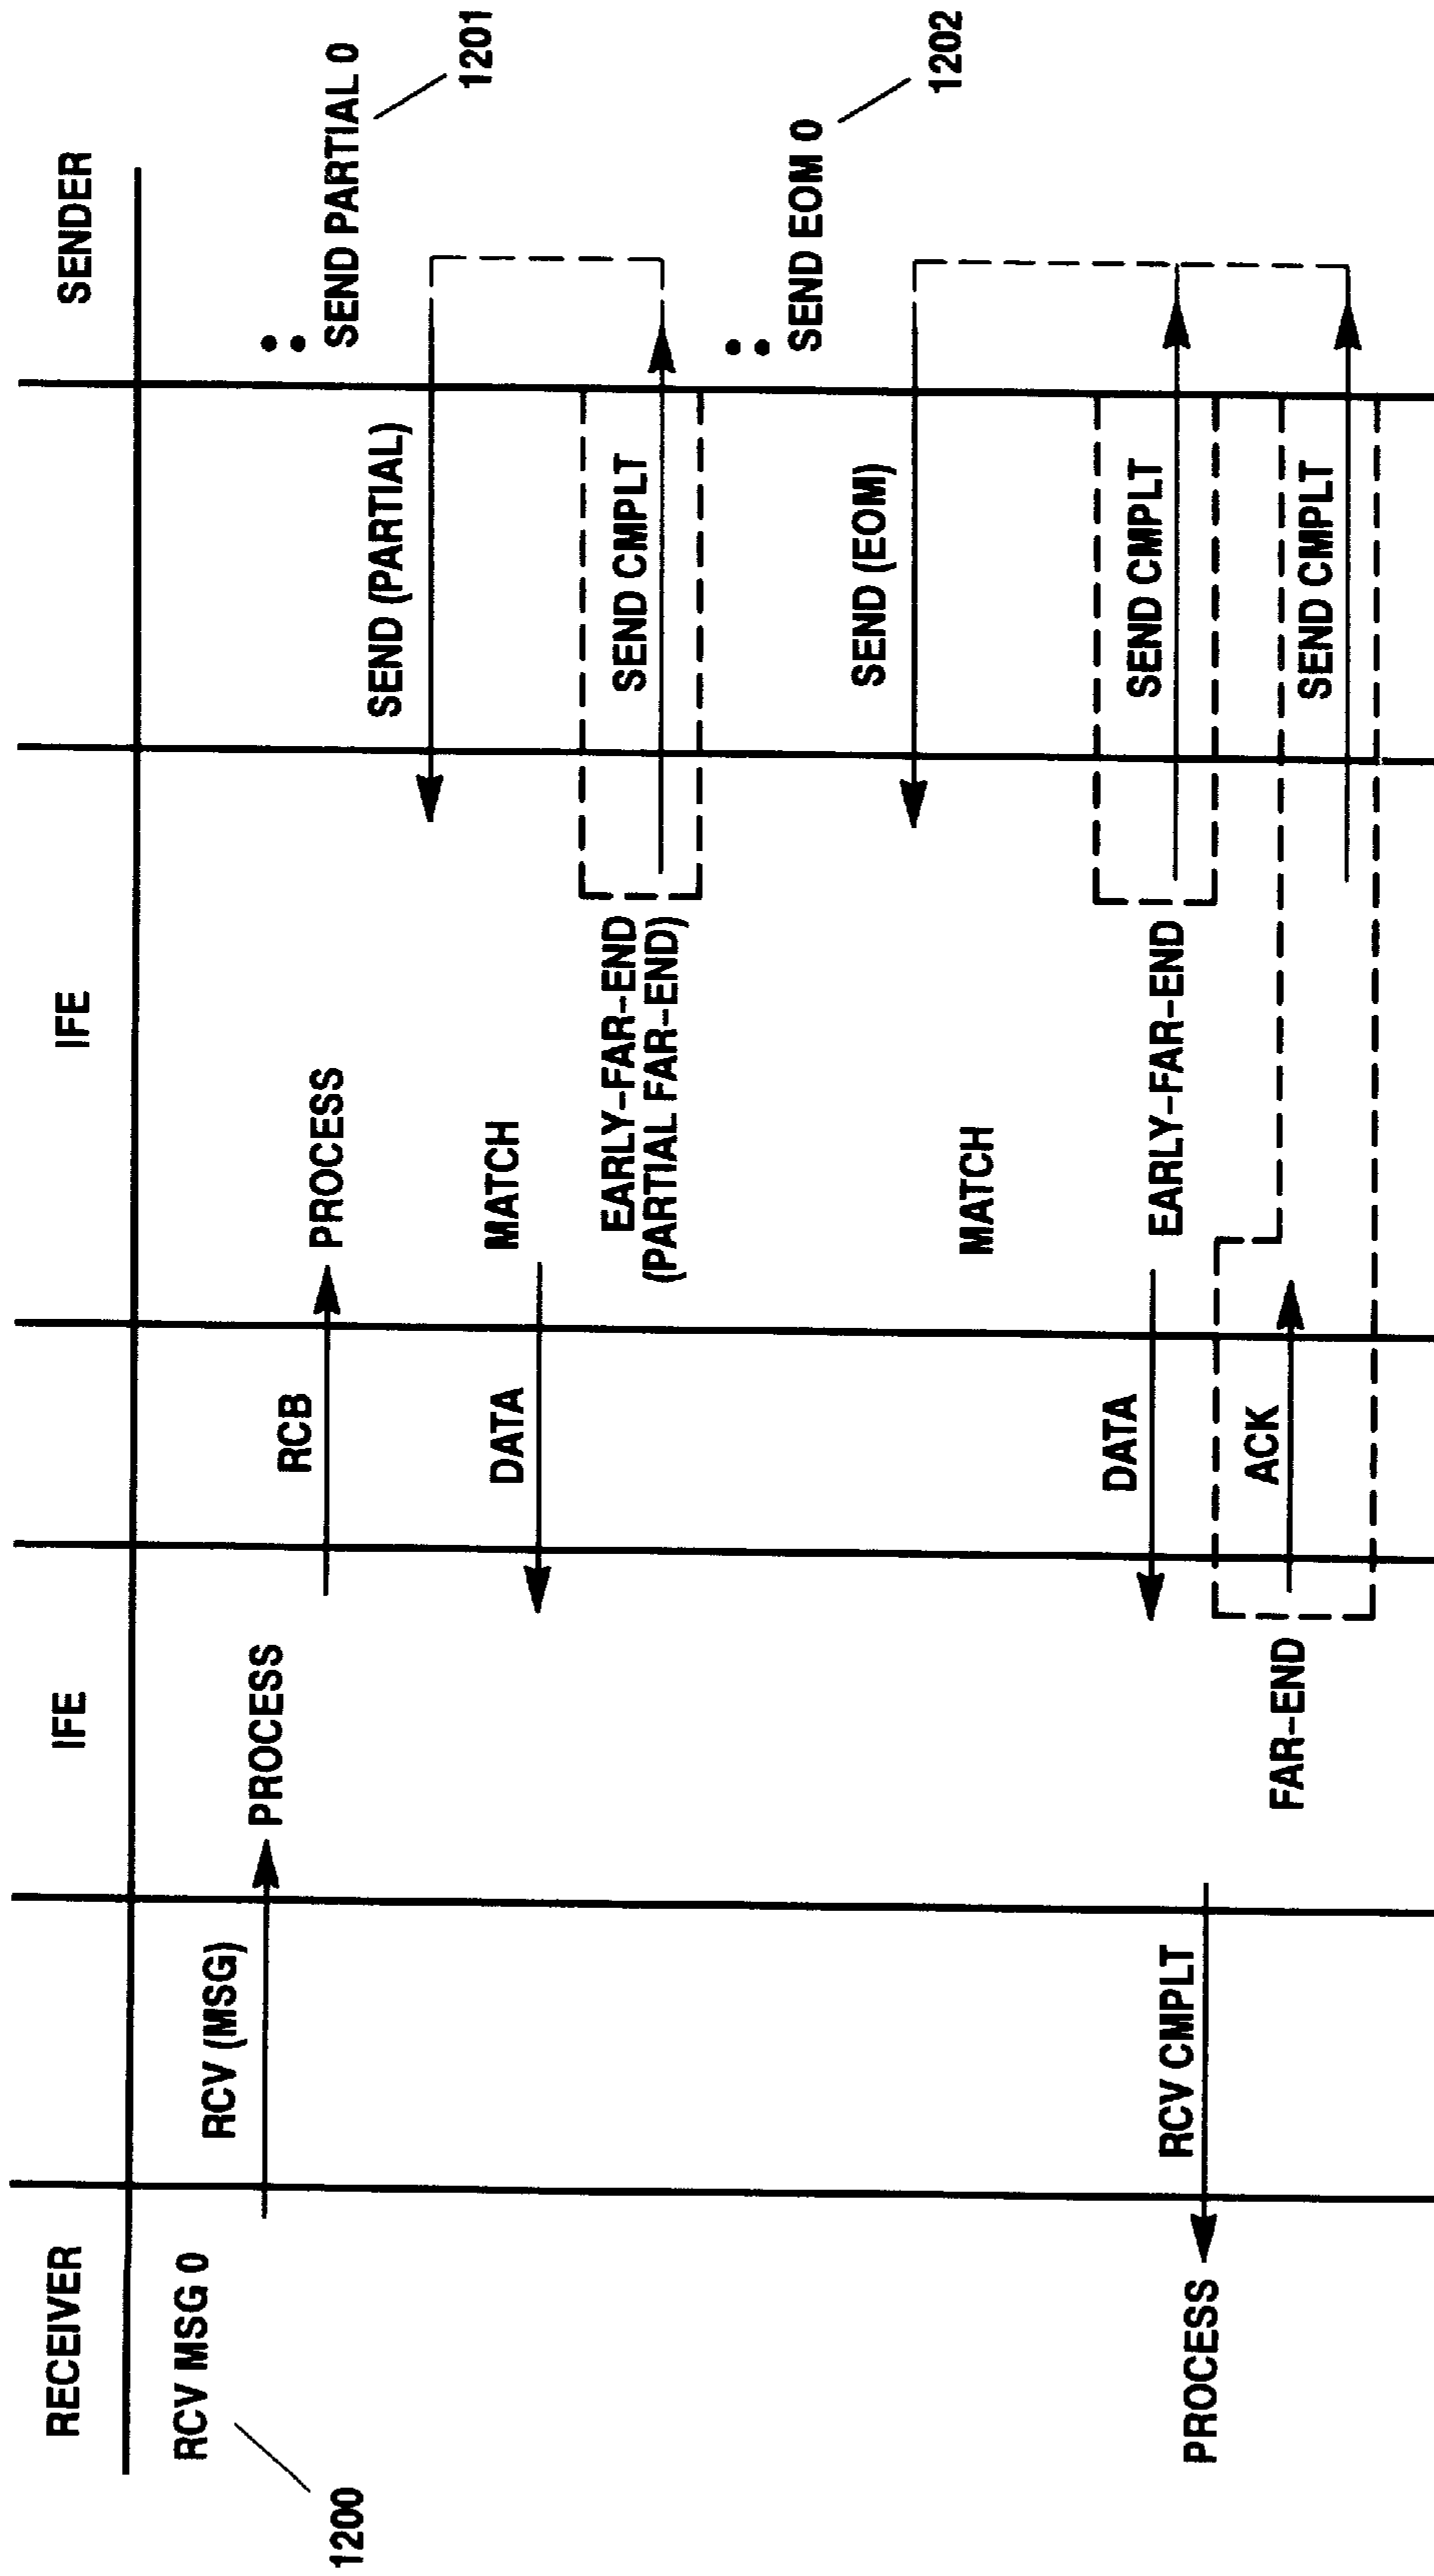 RECEIVER
IFE
IFE
SENDER
RCV MSG 0
1200
RCV (MSG)
PROCESS
RCB
PROCESS
SEND PARTIAL 0
1201
SEND (PARTIAL)
DATA
MATCH
EARLY-FAR-END
(PARTIAL FAR-END)
SEND CMPLT
SEND EOM 0
1202
SEND (EOM)
MATCH
DATA
EARLY-FAR-END
SEND CMPLT
PROCESS
RCV CMPLT
FAR-END
ACK
SEND CMPLT